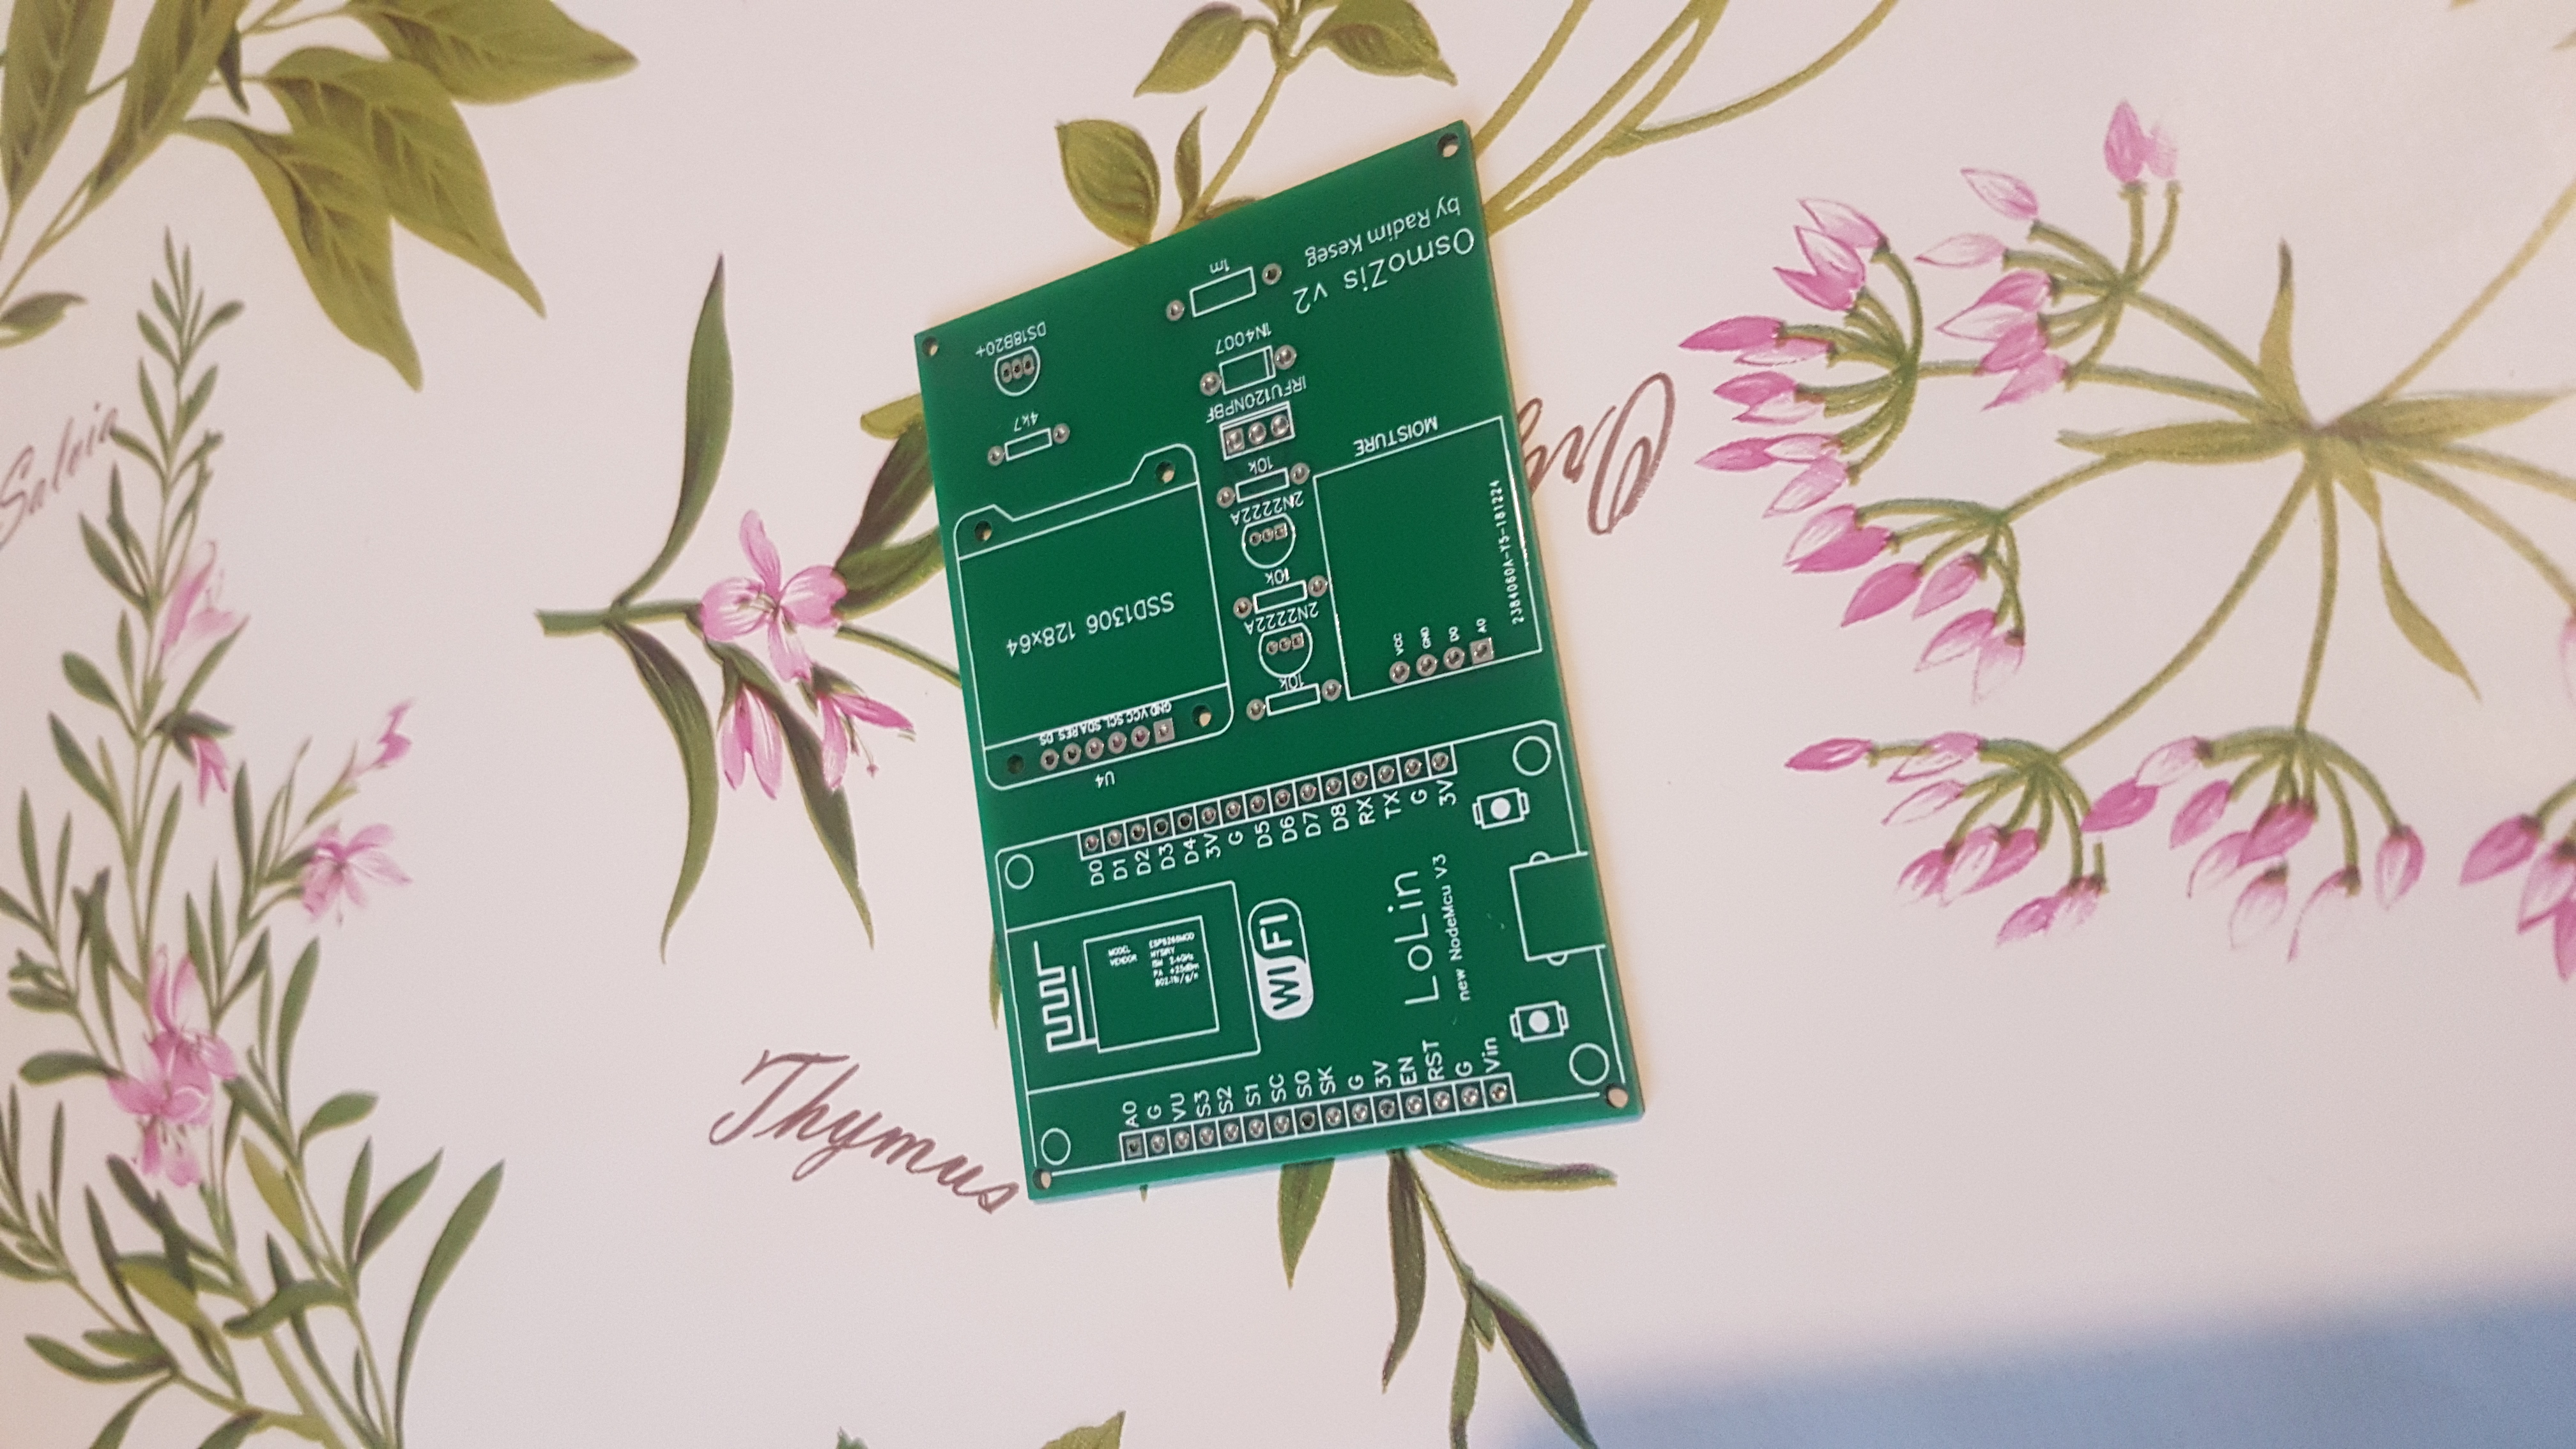 Salvia
Thymus
A0
G
VU
S3
S2
S1
SC
S0
SK
G
3V
EN
RST
G
Vin
MODEL
VENDOR
WIFI
LoLin
new NodeMcu V3
D0
D1
D2
D3
D4
3V
G
D5
D6
D7
D8
RX
TX
G
3V
U4
GND VCC SCL SDA RES DS
SSD1306 128x64
4k7
DS18B20+
10k
2N2222A
10k
2N2222A
10k
IRFU120NPBF
1N4007
1m
VCC
GND
D0
A0
MOISTURE
2384060A-Y5-181224
OsmoZis v2
by Radim Keseg